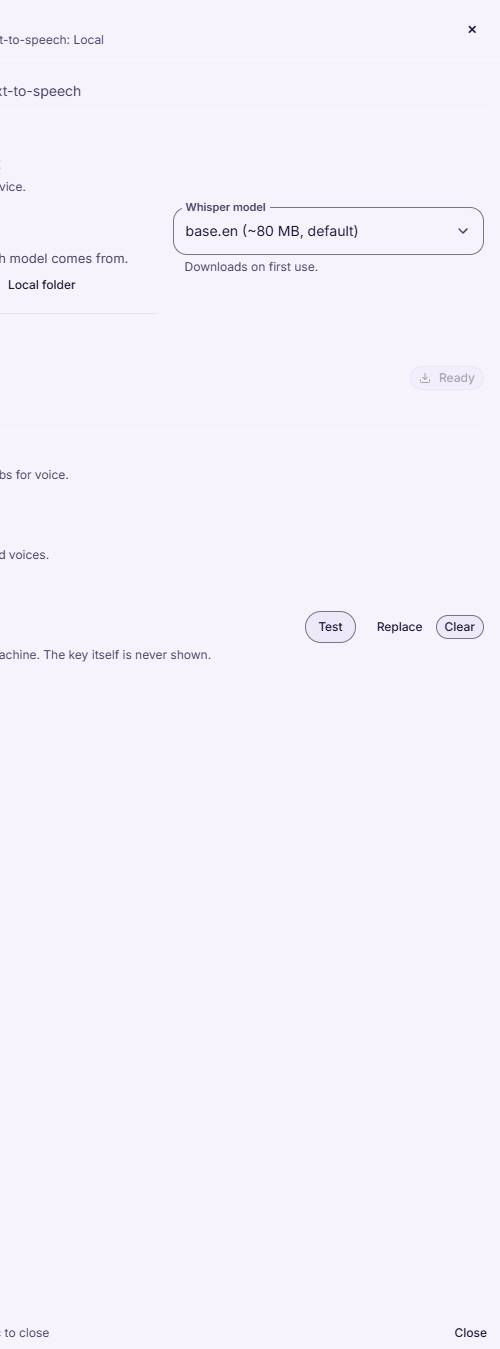 t-to-speech: Local
xt-to-speech
vice.
Whisper model
base.en (~80 MB, default)
h model comes from.
Downloads on first use.
Local folder
Ready
bs for voice.
d voices.
Test Replace Clear
achine. The key itself is never shown.
to close
Close